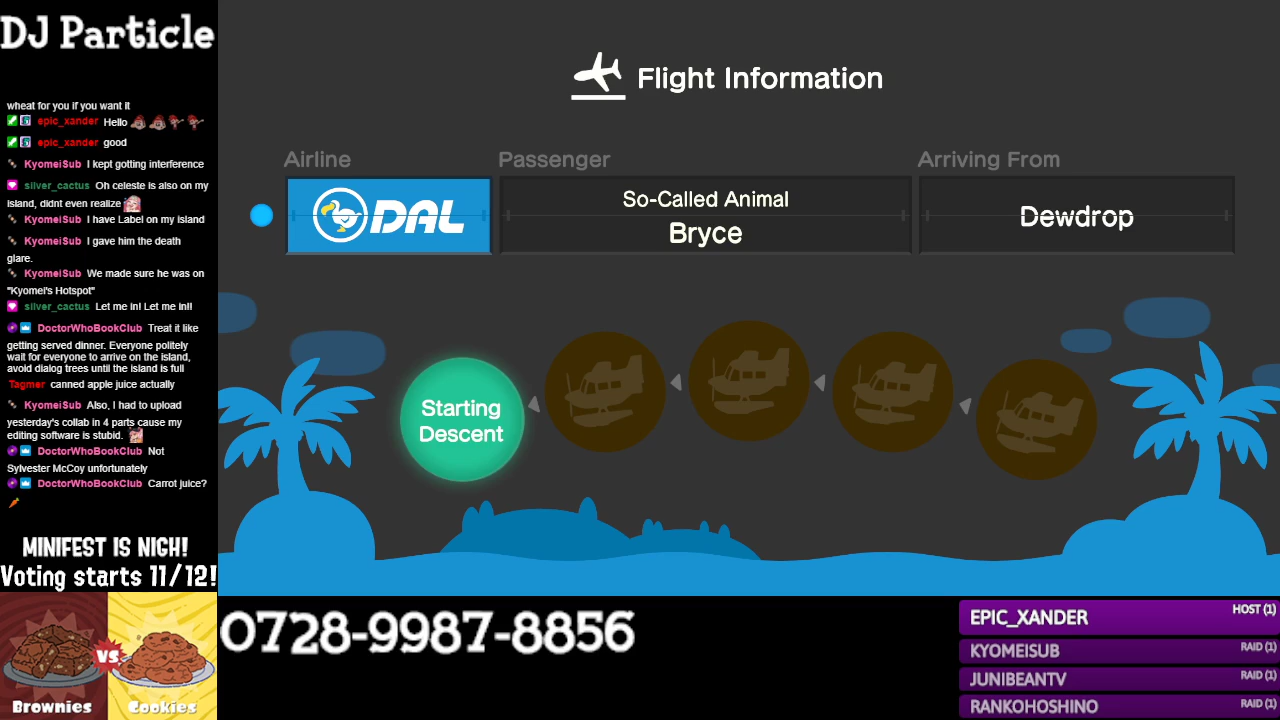 DJ Particle
wheat for you if you want it
epic_xander Hello
epic_xander good
KyomeiSub I kept gotting interference
silver_cactus Oh celeste is also on my
island, didnt even realize
KyomeiSub I have Label on my island
KyomeiSub I gave him the death
glare.
KyomeiSub We made sure he was on
"Kyomei's Hotspot"
silver_cactus Let me in! Let me in!!
DoctorWhoBookClub Treat it like
getting served dinner. Everyone politely
wait for everyone to arrive on the island,
avoid dialog trees until the island is full
Tagmer canned apple juice actually
KyomeiSub Also, I had to upload
yesterday's collab in 4 parts cause my
editing software is stubid.
DoctorWhoBookClub Not
Sylvester McCoy unfortunately
DoctorWhoBookClub Carrot juice?
MINIFEST IS NIGH!
Voting starts 11/12!
VS
Brownies
Cookies
Flight Information
Airline
Passenger
Arriving From
DAL
So-Called Animal
Bryce
Dewdrop
Starting
Descent
0728-9987-8856
EPIC_XANDER HOST (1)
KYOMEISUB RAID (1)
JUNIBEANTV RAID (1)
RANKOHOSHINO RAID (1)